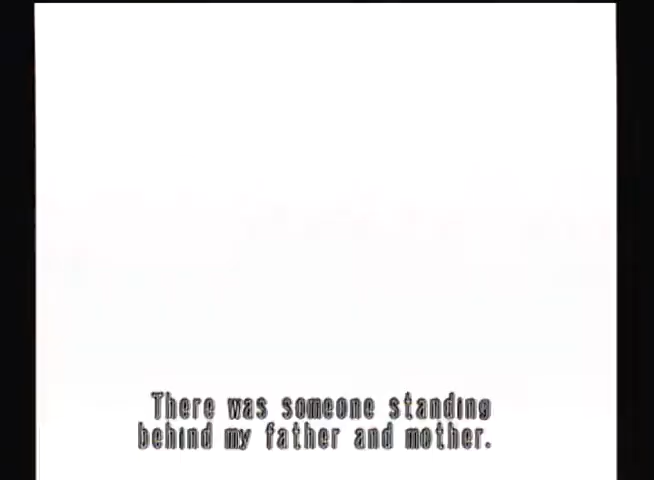 There was someone standing
behind my father and mother.